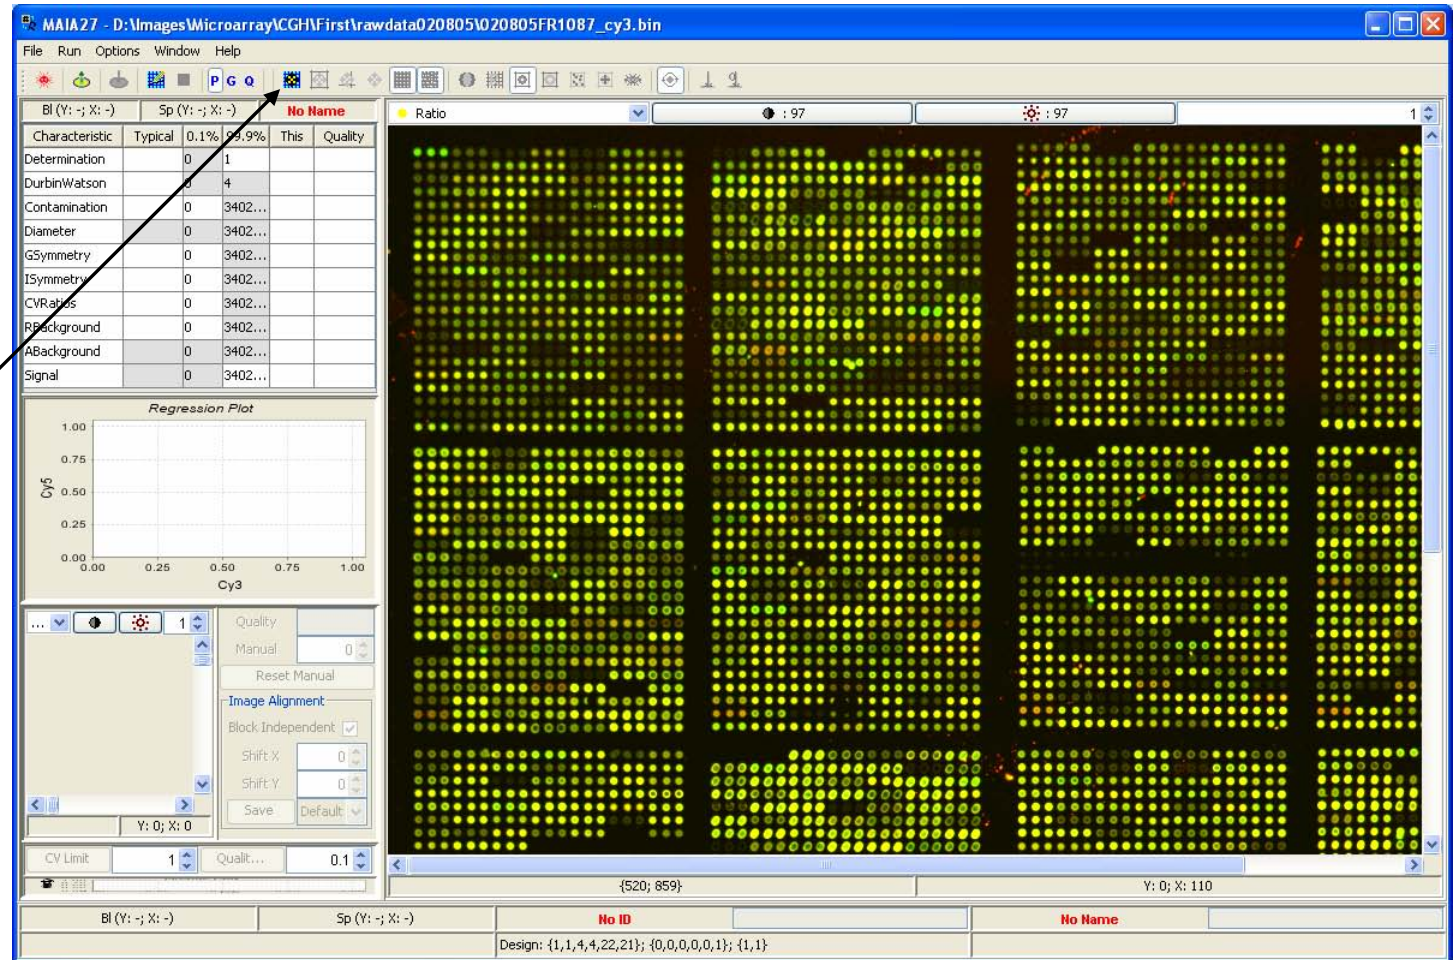 MAIA27 - D:\Images\Microarray\CGH\First\rawdata020805\020805FR1087_cy3.bin
File Run Options Window Help
P G Q
Bl (Y: -; X: -) Sp (Y: -; X: -) No Name
Ratio : 97 : 97 1
Characteristic Typical 0.1% 99.9% This Quality
Determination 0 1
DurbinWatson 0 4
Contamination 0 3402...
Diameter 0 3402...
GSymmetry 0 3402...
ISymmetry 0 3402...
CVRatios 0 3402...
RBackground 0 3402...
ABackground 0 3402...
Signal 0 3402...
Regression Plot
1.00
0.75
0.50
0.25
0.00
Cy5
0.00 0.25 0.50 0.75 1.00
Cy3
... 1
Quality
Manual 0
Reset Manual
Image Alignment
Block Independent
Shift X 0
Shift Y 0
Save Default
Y: 0; X: 0
CV Limit 1 Qualit... 0.1
{520; 859} Y: 0; X: 110
Bl (Y: -; X: -) Sp (Y: -; X: -) No ID No Name
Design: {1,1,4,4,22,21}; {0,0,0,0,0,1}; {1,1}